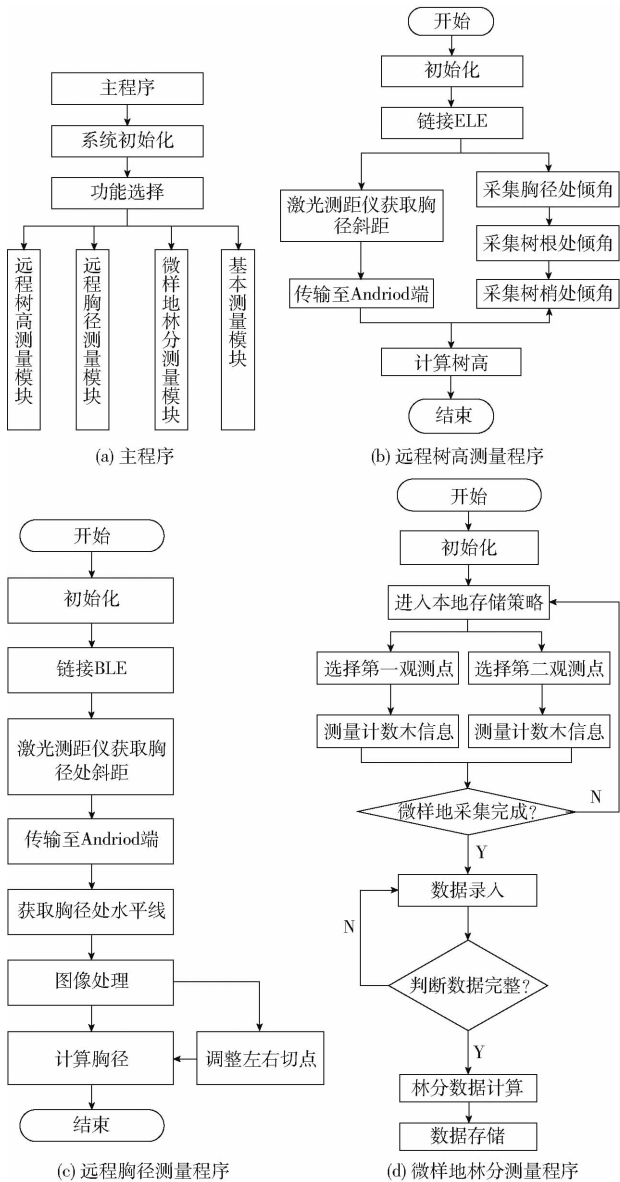 主程序
系统初始化
功能选择
远程树高测量模块
远程胸径测量模块
微样地林分测量模块
基本测量模块
(a) 主程序
开始
初始化
链接ELE
激光测距仪获取胸
径斜距
传输至Andriod端
采集胸径处倾角
采集树根处倾角
采集树梢处倾角
计算树高
结束
(b) 远程树高测量程序
开始
初始化
链接BLE
激光测距仪获取胸
径处斜距
传输至Andriod端
获取胸径处水平线
图像处理
计算胸径
调整左右切点
结束
(c) 远程胸径测量程序
开始
初始化
进入本地存储策略
选择第一观测点
选择第二观测点
测量计数木信息
测量计数木信息
微样地采集完成?
N
Y
数据录入
N
判断数据完整?
Y
林分数据计算
数据存储
(d) 微样地林分测量程序